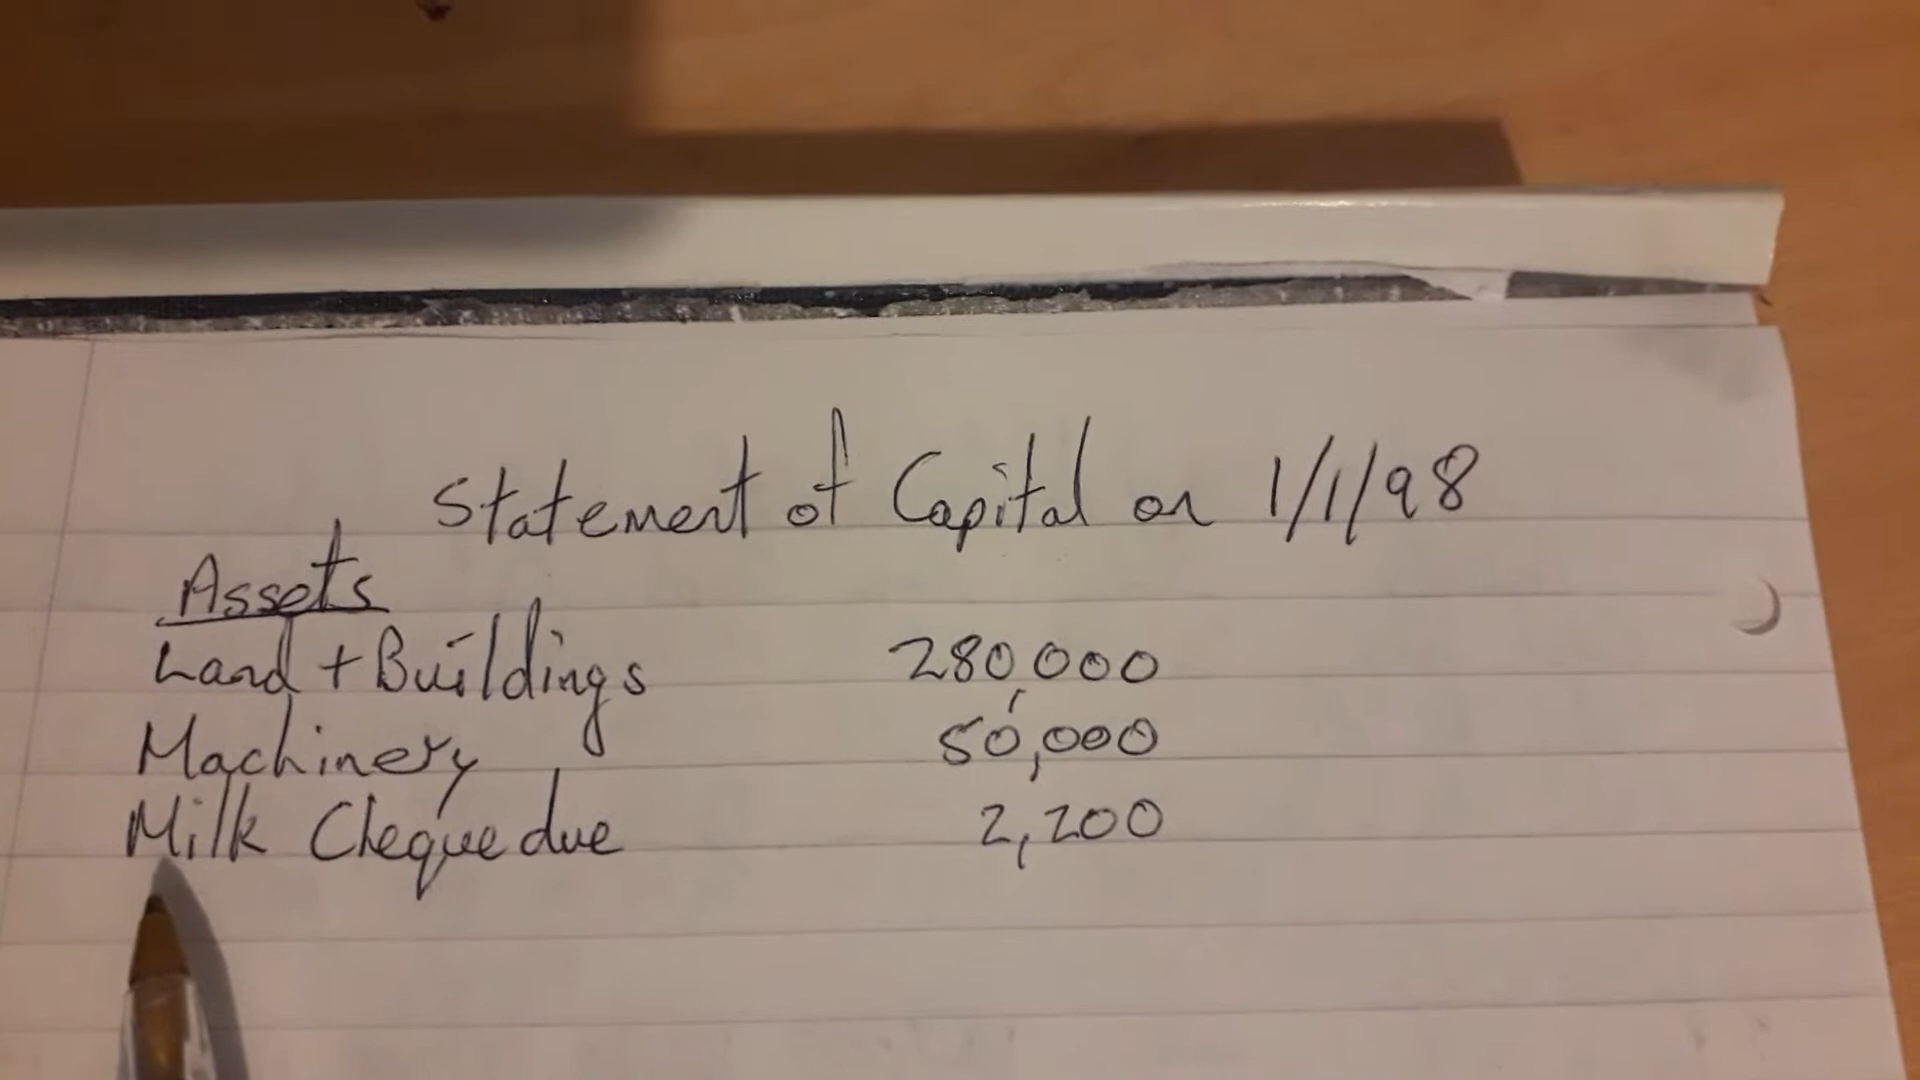 Statement of Capital on 1/1/98
Assets
Land + Buildings 280,000
Machinery 50,000
Milk Cheque due 2,200